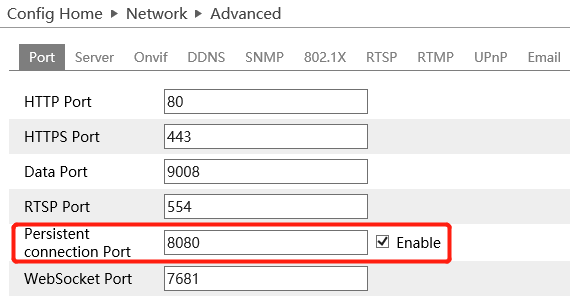 Config Home ▸ Network ▸ Advanced
Port Server Onvif DDNS SNMP 802.1X RTSP RTMP UPnP Email
HTTP Port 80
HTTPS Port 443
Data Port 9008
RTSP Port 554
Persistent
connection Port 8080 Enable
WebSocket Port 7681